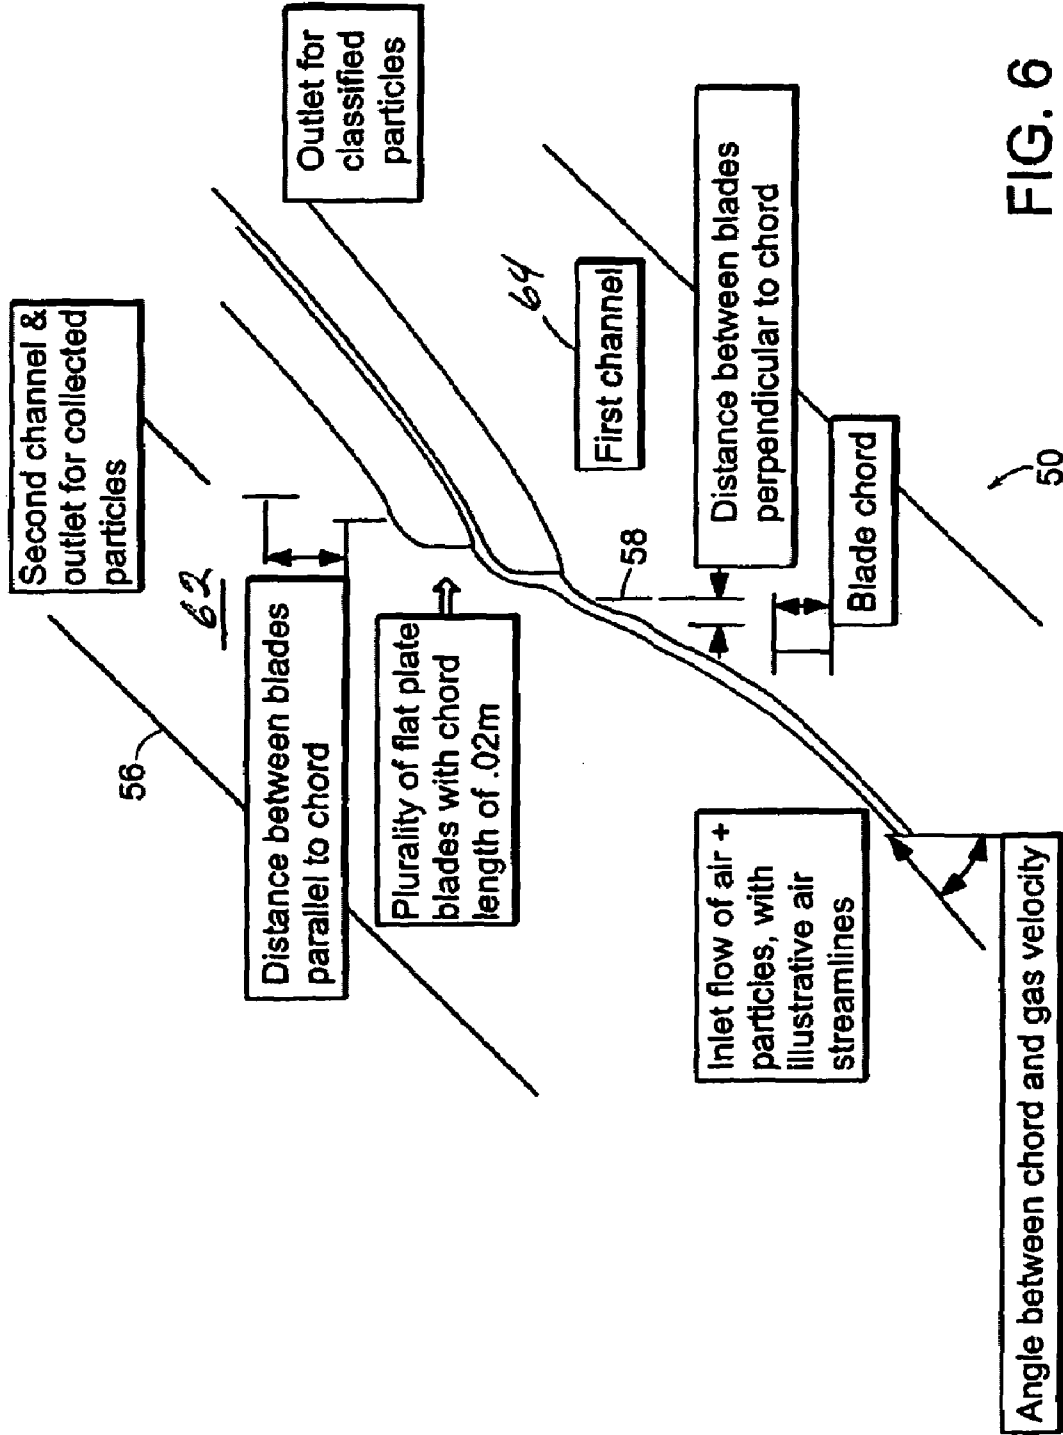 Second channel &
outlet for collected
particles
Outlet for
classified
particles
62
56
Distance between blades
parallel to chord
Plurality of flat plate
blades with chord
length of .02m
64
First channel
58
Distance between blades
perpendicular to chord
Blade chord
Inlet flow of air +
particles, with
illustrative air
streamlines
50
Angle between chord and gas velocity
FIG. 6